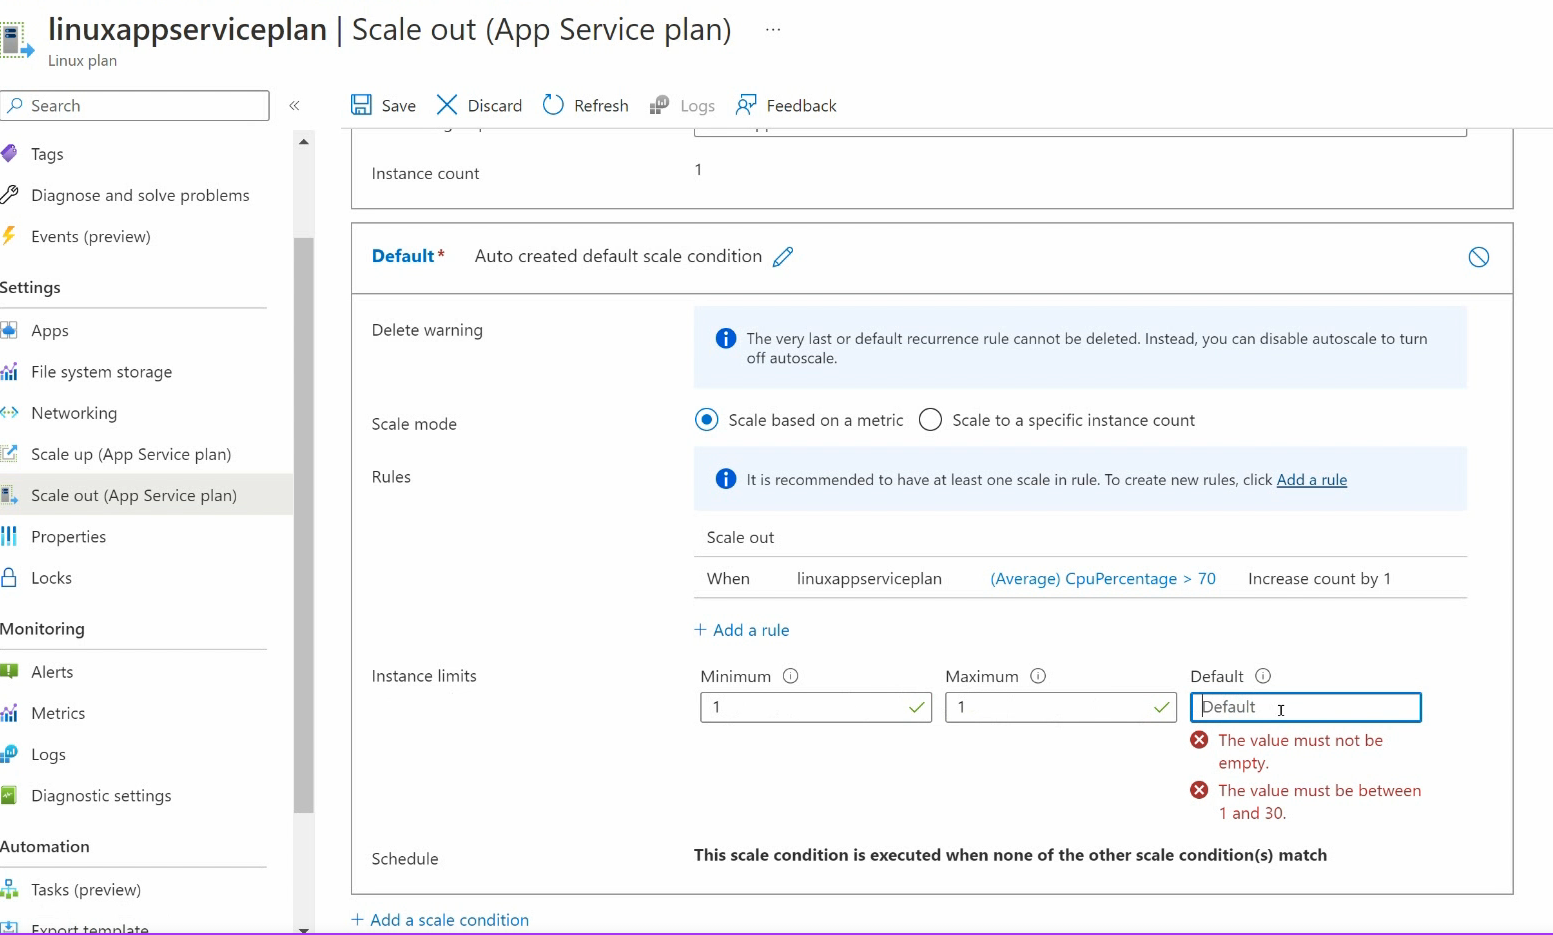 linuxappserviceplan | Scale out (App Service plan) ...
Linux plan
Search
«
Save Discard Refresh Logs Feedback
Tags
Diagnose and solve problems
Events (preview)
Settings
Apps
File system storage
Networking
Scale up (App Service plan)
Scale out (App Service plan)
Properties
Locks
Monitoring
Alerts
Metrics
Logs
Diagnostic settings
Automation
Tasks (preview)
Export template
Instance count 1
Default* Auto created default scale condition
Delete warning
The very last or default recurrence rule cannot be deleted. Instead, you can disable autoscale to turn
off autoscale.
Scale mode
Scale based on a metric Scale to a specific instance count
Rules
It is recommended to have at least one scale in rule. To create new rules, click Add a rule
Scale out
When linuxappserviceplan (Average) CpuPercentage > 70 Increase count by 1
+ Add a rule
Instance limits
Minimum Maximum Default
1 1 Default
The value must not be
empty.
The value must be between
1 and 30.
Schedule
This scale condition is executed when none of the other scale condition(s) match
+ Add a scale condition